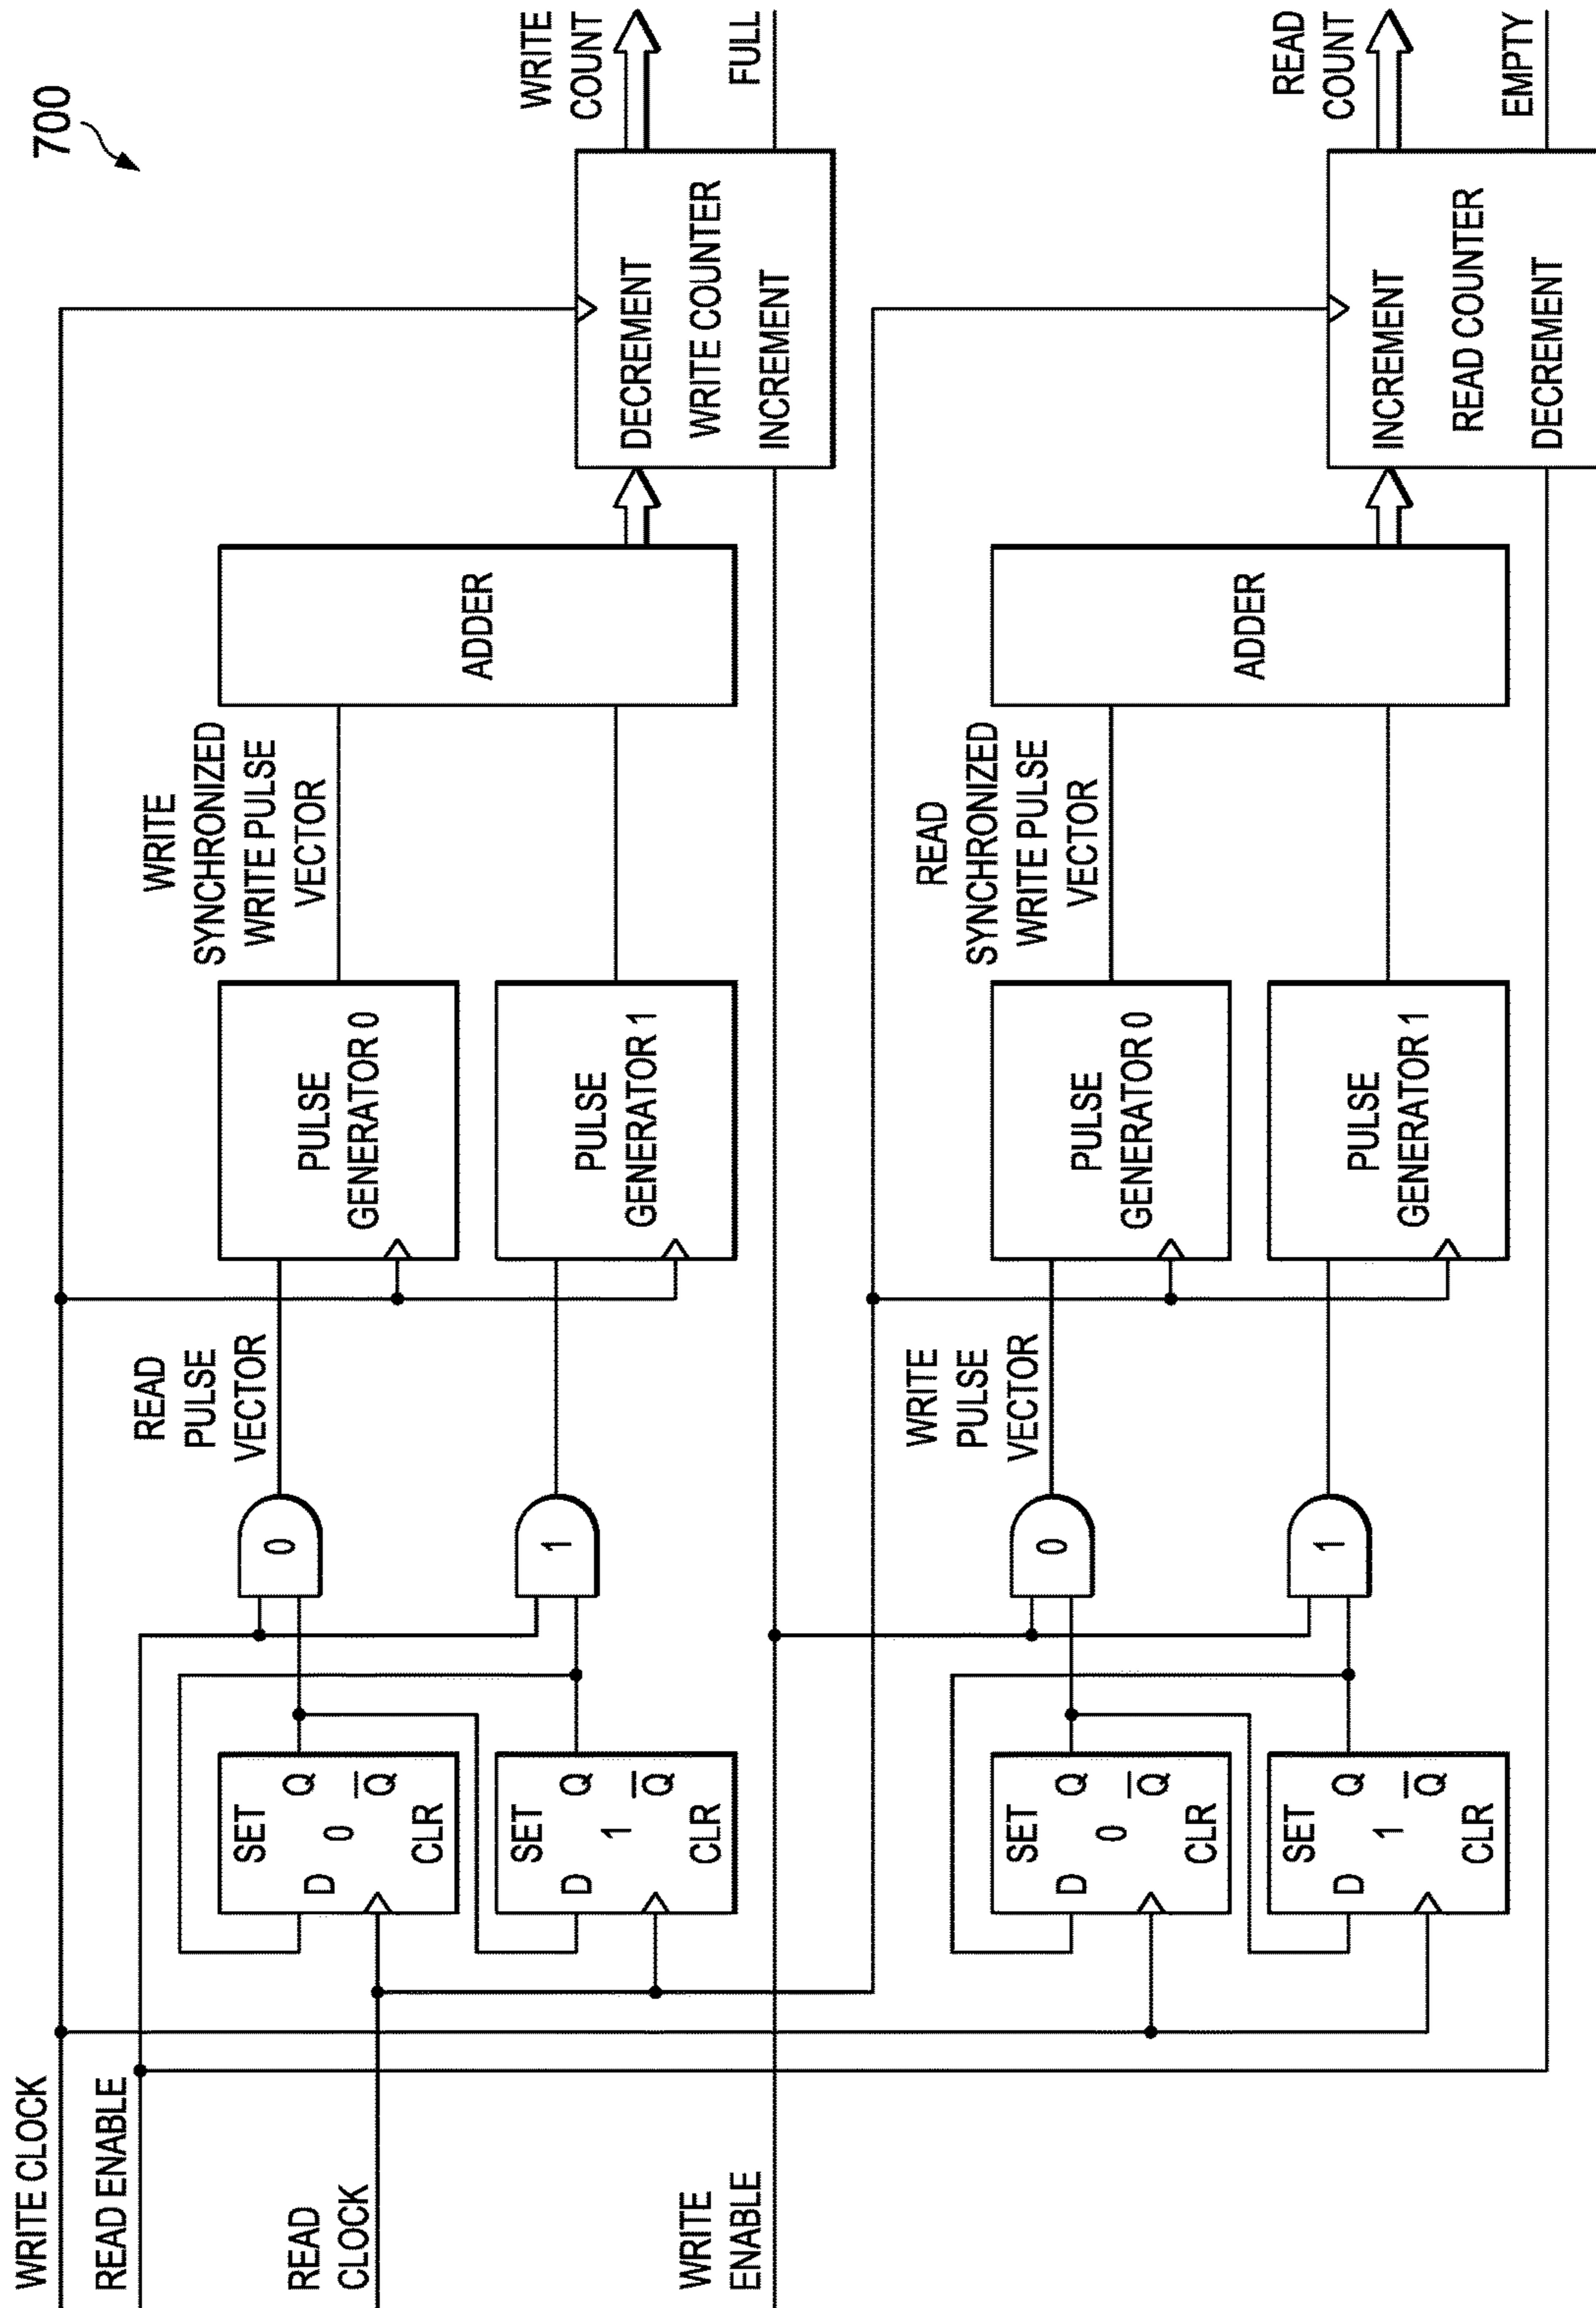 700
WRITE CLOCK
READ ENABLE
READ
CLOCK
WRITE
ENABLE
SET
D
Q
0
Q
CLR
SET
D
Q
1
Q
CLR
0
1
READ
PULSE
VECTOR
PULSE
GENERATOR 0
PULSE
GENERATOR 1
WRITE
SYNCHRONIZED
WRITE PULSE
VECTOR
ADDER
DECREMENT
WRITE COUNTER
INCREMENT
WRITE
COUNT
FULL
SET
D
Q
0
Q
CLR
SET
D
Q
1
Q
CLR
0
1
WRITE
PULSE
VECTOR
PULSE
GENERATOR 0
PULSE
GENERATOR 1
READ
SYNCHRONIZED
WRITE PULSE
VECTOR
ADDER
INCREMENT
READ COUNTER
DECREMENT
READ
COUNT
EMPTY